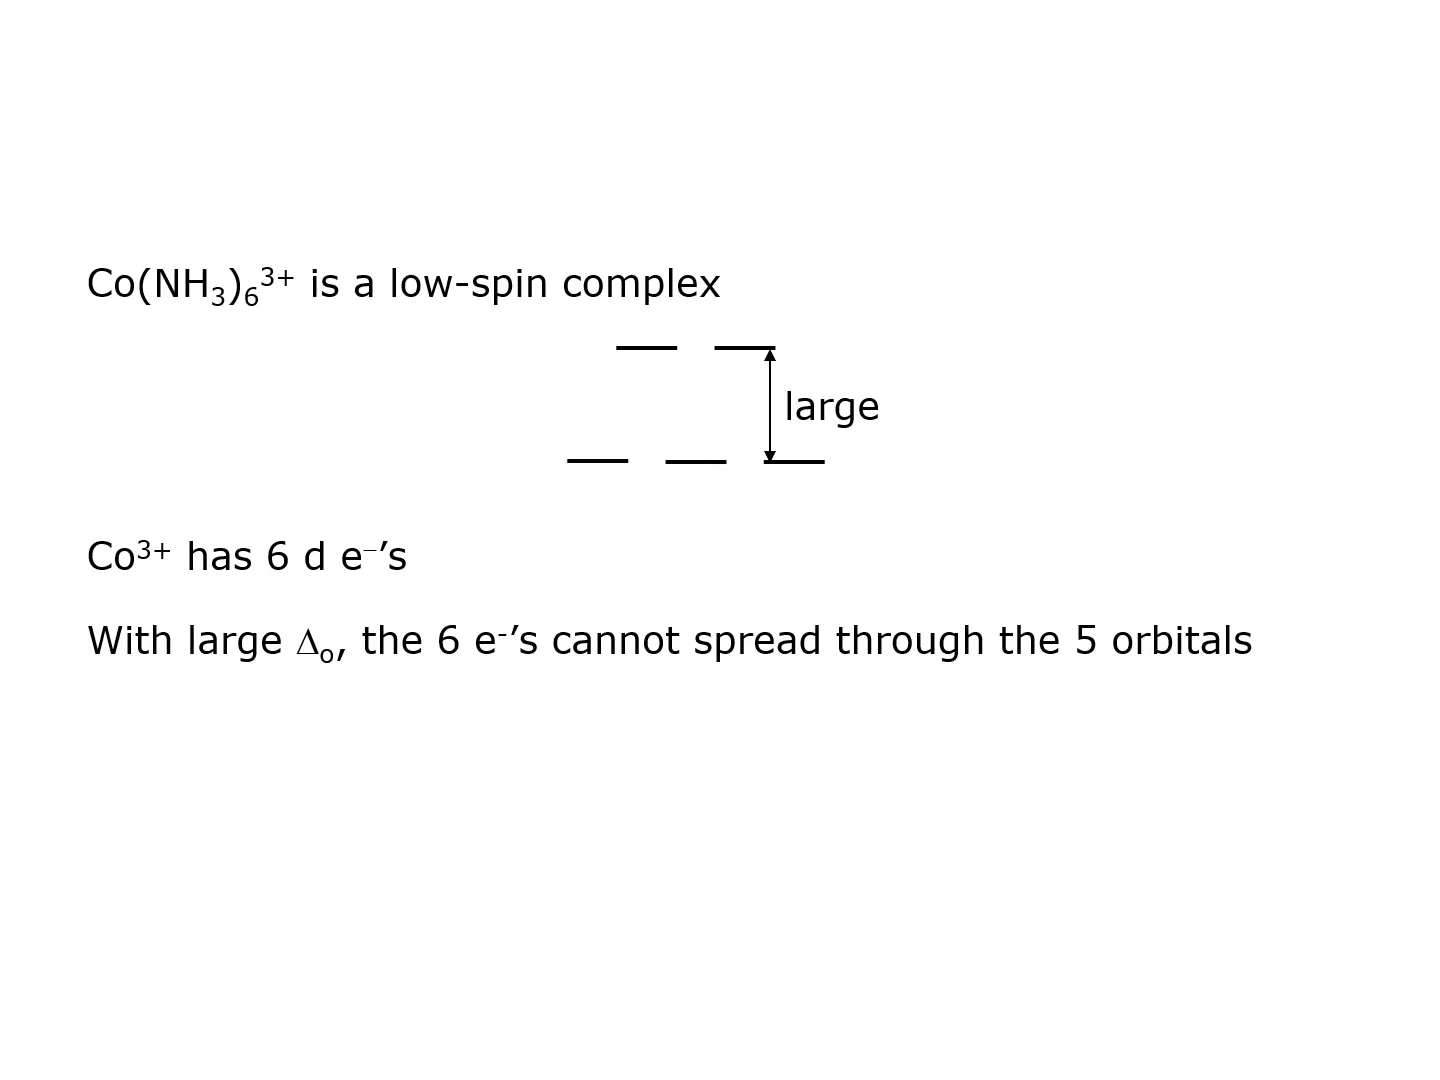 Co(NH₃)₆³⁺ is a low-spin complex
large
Co³⁺ has 6 d e⁻’s
With large Δₒ, the 6 e⁻’s cannot spread through the 5 orbitals